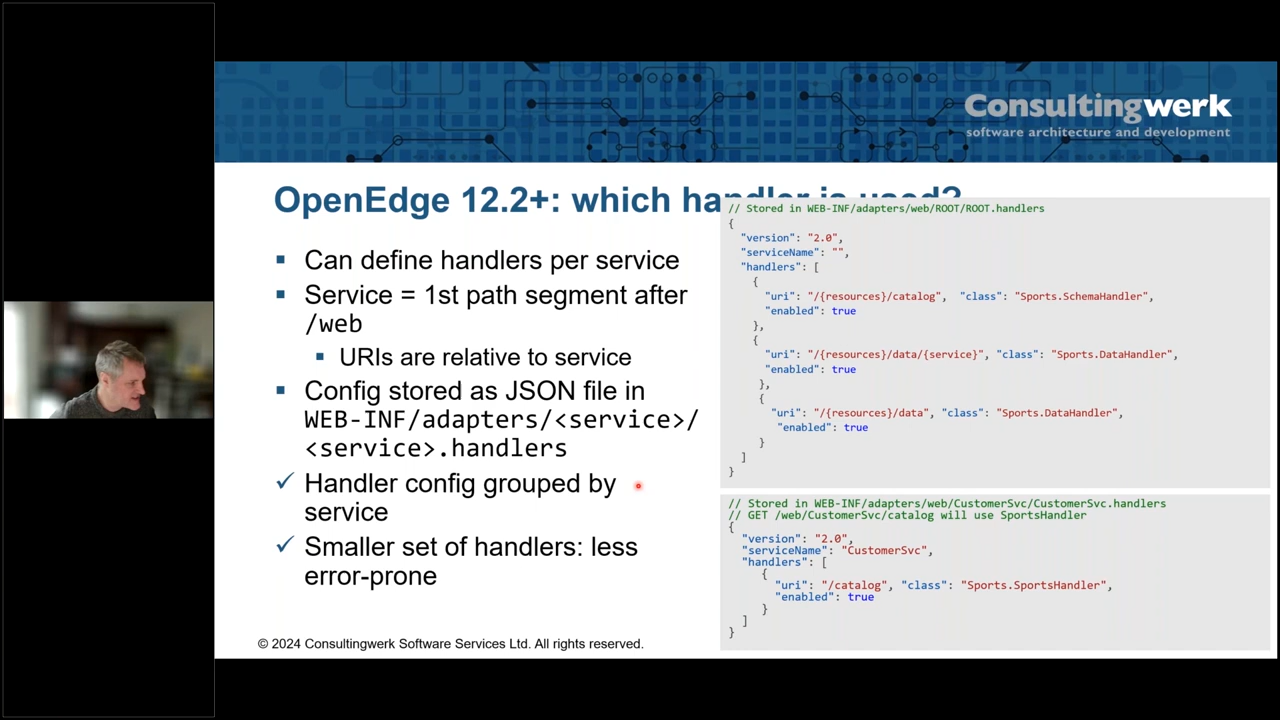 Consultingwerk
software architecture and development
OpenEdge 12.2+: which handler is used?
Can define handlers per service
Service = 1st path segment after
/web
URIs are relative to service
Config stored as JSON file in
WEB-INF/adapters/<service>/
<service>.handlers
Handler config grouped by
service
Smaller set of handlers: less
error-prone
// Stored in WEB-INF/adapters/web/ROOT/ROOT.handlers
{
"version": "2.0",
"serviceName": "",
"handlers": [
{
"uri": "/{resources}/catalog", "class": "Sports.SchemaHandler",
"enabled": true
},
{
"uri": "/{resources}/data/{service}", "class": "Sports.DataHandler",
"enabled": true
},
{
"uri": "/{resources}/data", "class": "Sports.DataHandler",
"enabled": true
}
]
}
// Stored in WEB-INF/adapters/web/CustomerSvc/CustomerSvc.handlers
// GET /web/CustomerSvc/catalog will use SportsHandler
{
"version": "2.0",
"serviceName": "CustomerSvc",
"handlers": [
{
"uri": "/catalog", "class": "Sports.SportsHandler",
"enabled": true
}
]
}
© 2024 Consultingwerk Software Services Ltd. All rights reserved.